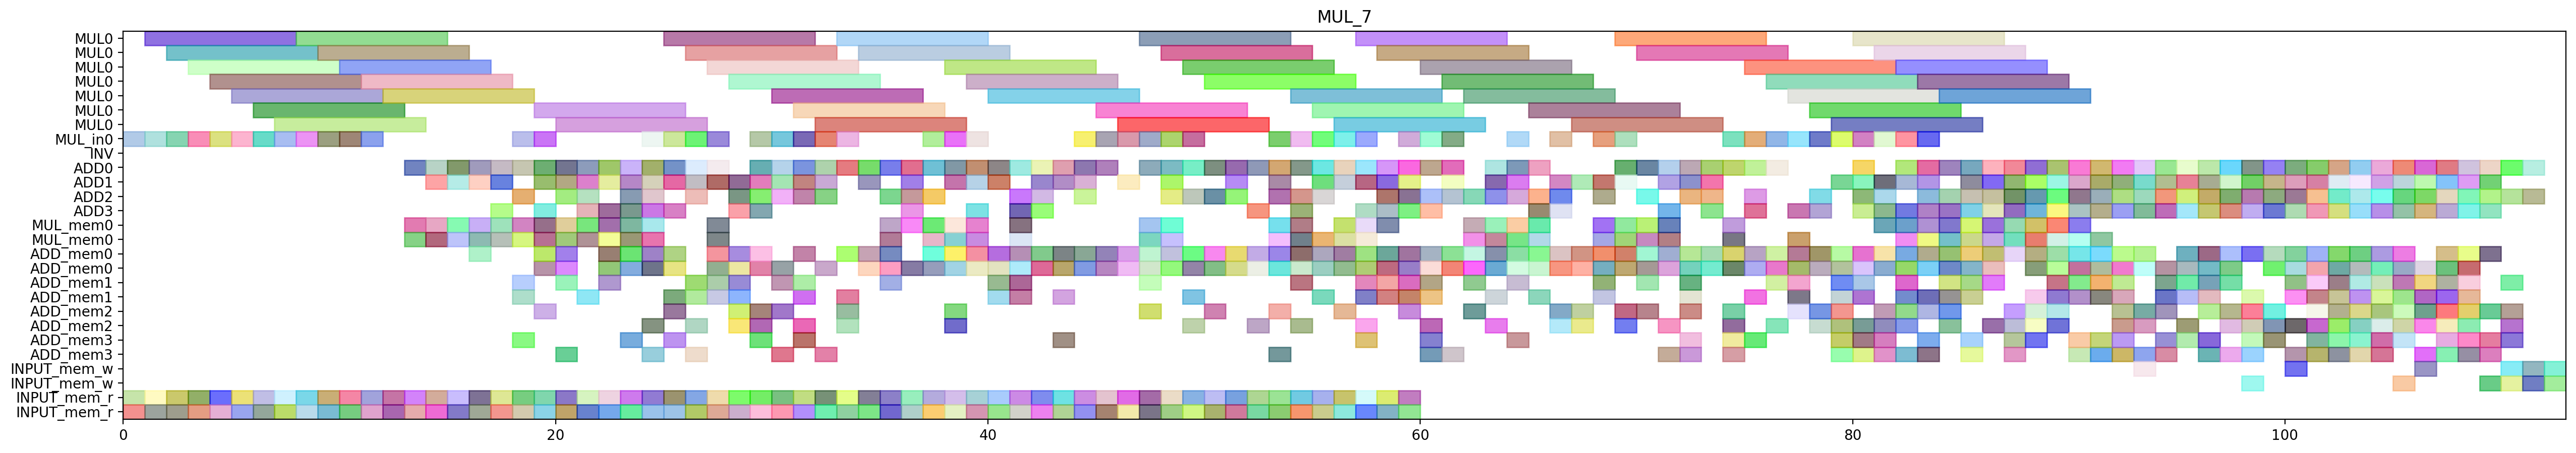 MUL_7
MUL0
MUL0
MUL0
MUL0
MUL0
MUL0
MUL0
MUL_in0
INV
ADD0
ADD1
ADD2
ADD3
MUL_mem0
MUL_mem0
ADD_mem0
ADD_mem0
ADD_mem1
ADD_mem1
ADD_mem2
ADD_mem2
ADD_mem3
ADD_mem3
INPUT_mem_w
INPUT_mem_w
INPUT_mem_r
INPUT_mem_r
0 20 40 60 80 100